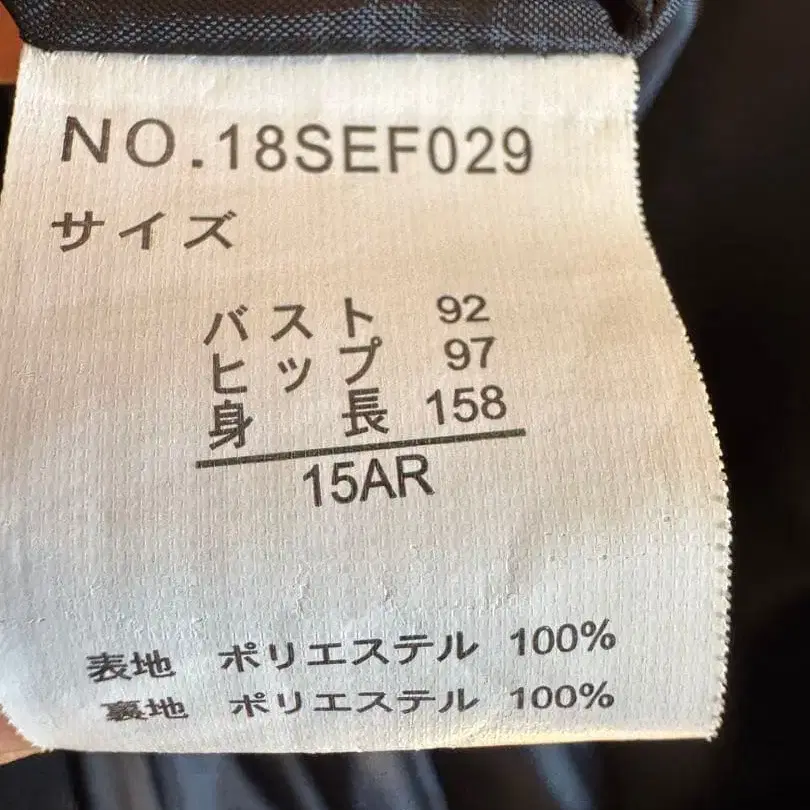 NO.18SEF029
サイズ
バスト 92
ヒップ 97
身長 158
15AR
表地 ポリエステル 100%
裏地 ポリエステル 100%